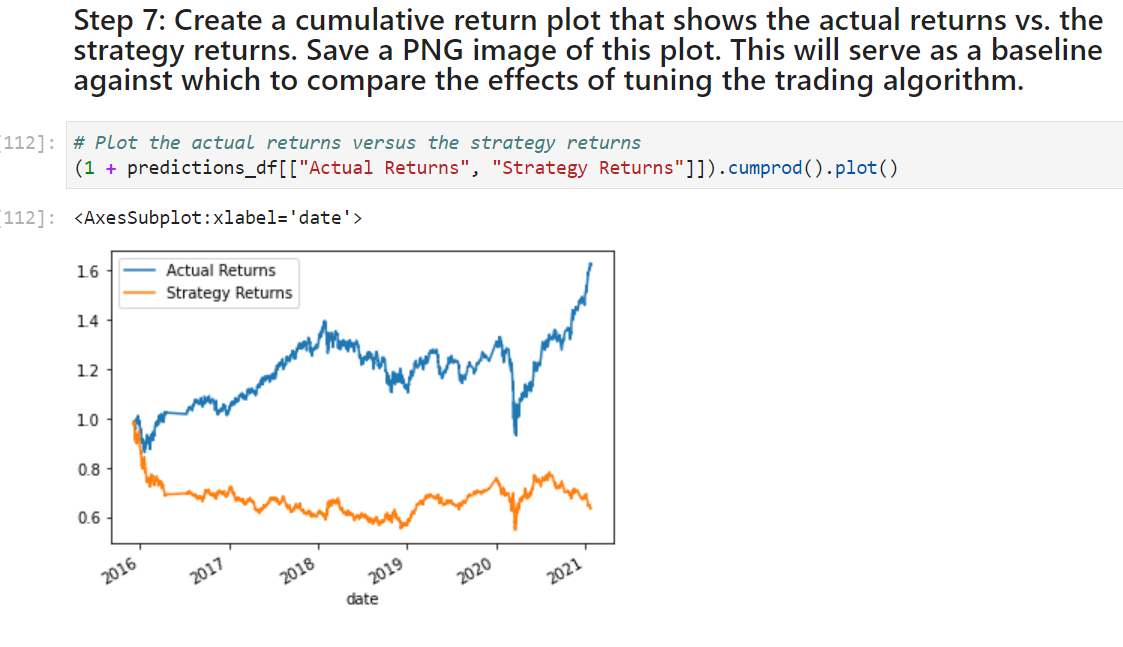 Step 7: Create a cumulative return plot that shows the actual returns vs. the
strategy returns. Save a PNG image of this plot. This will serve as a baseline
against which to compare the effects of tuning the trading algorithm.
[112]: # Plot the actual returns versus the strategy returns
(1 + predictions_df[["Actual Returns", "Strategy Returns"]]).cumprod().plot()
[112]: <AxesSubplot:xlabel='date'>
Actual Returns
Strategy Returns
1.6
1.4
1.2
1.0
0.8
0.6
2016 2017 2018 2019 2020 2021
date